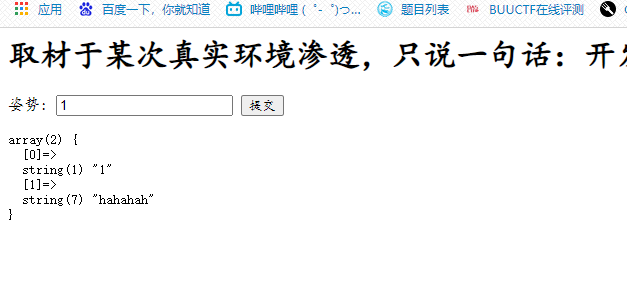 应用 百度一下,你就知道 哔哩哔哩 ( ゜- ゜)つ... 题目列表 BUUCTF在线评测
取材于某次真实环境渗透,只说一句话:开
姿势: 1 提交
array(2) {
[0]=>
string(1) "1"
[1]=>
string(7) "hahahah"
}